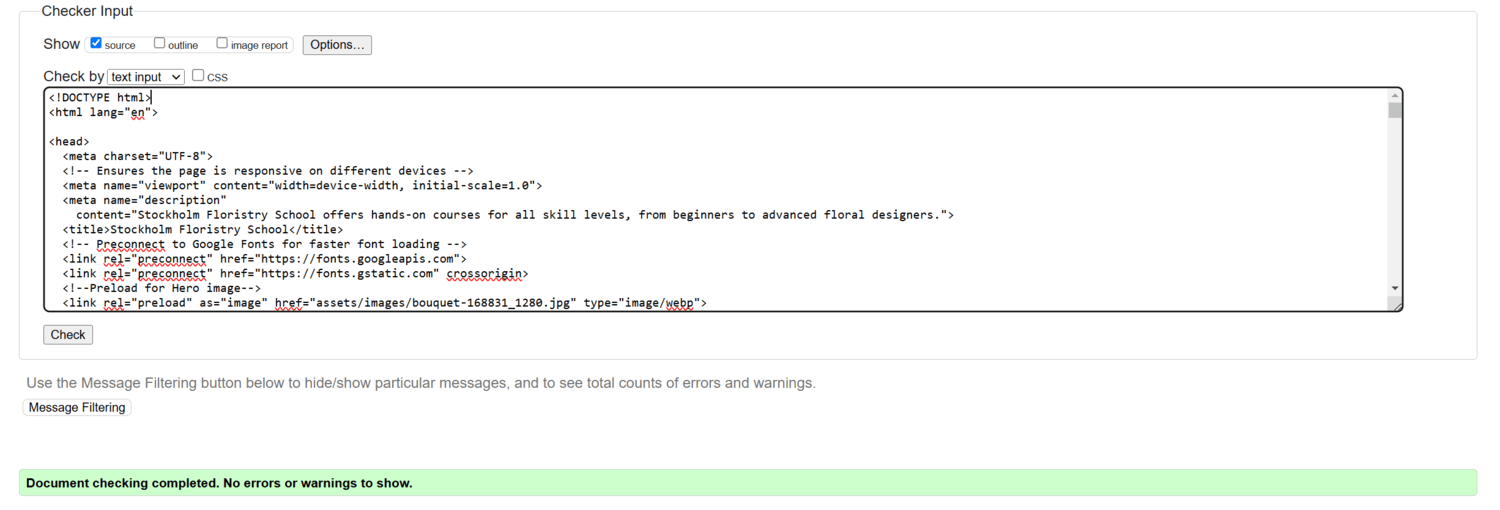 Checker Input
Show source outline image report Options...
Check by text input css
<!DOCTYPE html>
<html lang="en">
<head>
<meta charset="UTF-8">
<!-- Ensures the page is responsive on different devices -->
<meta name="viewport" content="width=device-width, initial-scale=1.0">
<meta name="description"
content="Stockholm Floristry School offers hands-on courses for all skill levels, from beginners to advanced floral designers.">
<title>Stockholm Floristry School</title>
<!-- Preconnect to Google Fonts for faster font loading -->
<link rel="preconnect" href="https://fonts.googleapis.com">
<link rel="preconnect" href="https://fonts.gstatic.com" crossorigin>
<!--Preload for Hero image-->
<link rel="preload" as="image" href="assets/images/bouquet-168831_1280.jpg" type="image/webp">
Check
Use the Message Filtering button below to hide/show particular messages, and to see total counts of errors and warnings.
Message Filtering
Document checking completed. No errors or warnings to show.